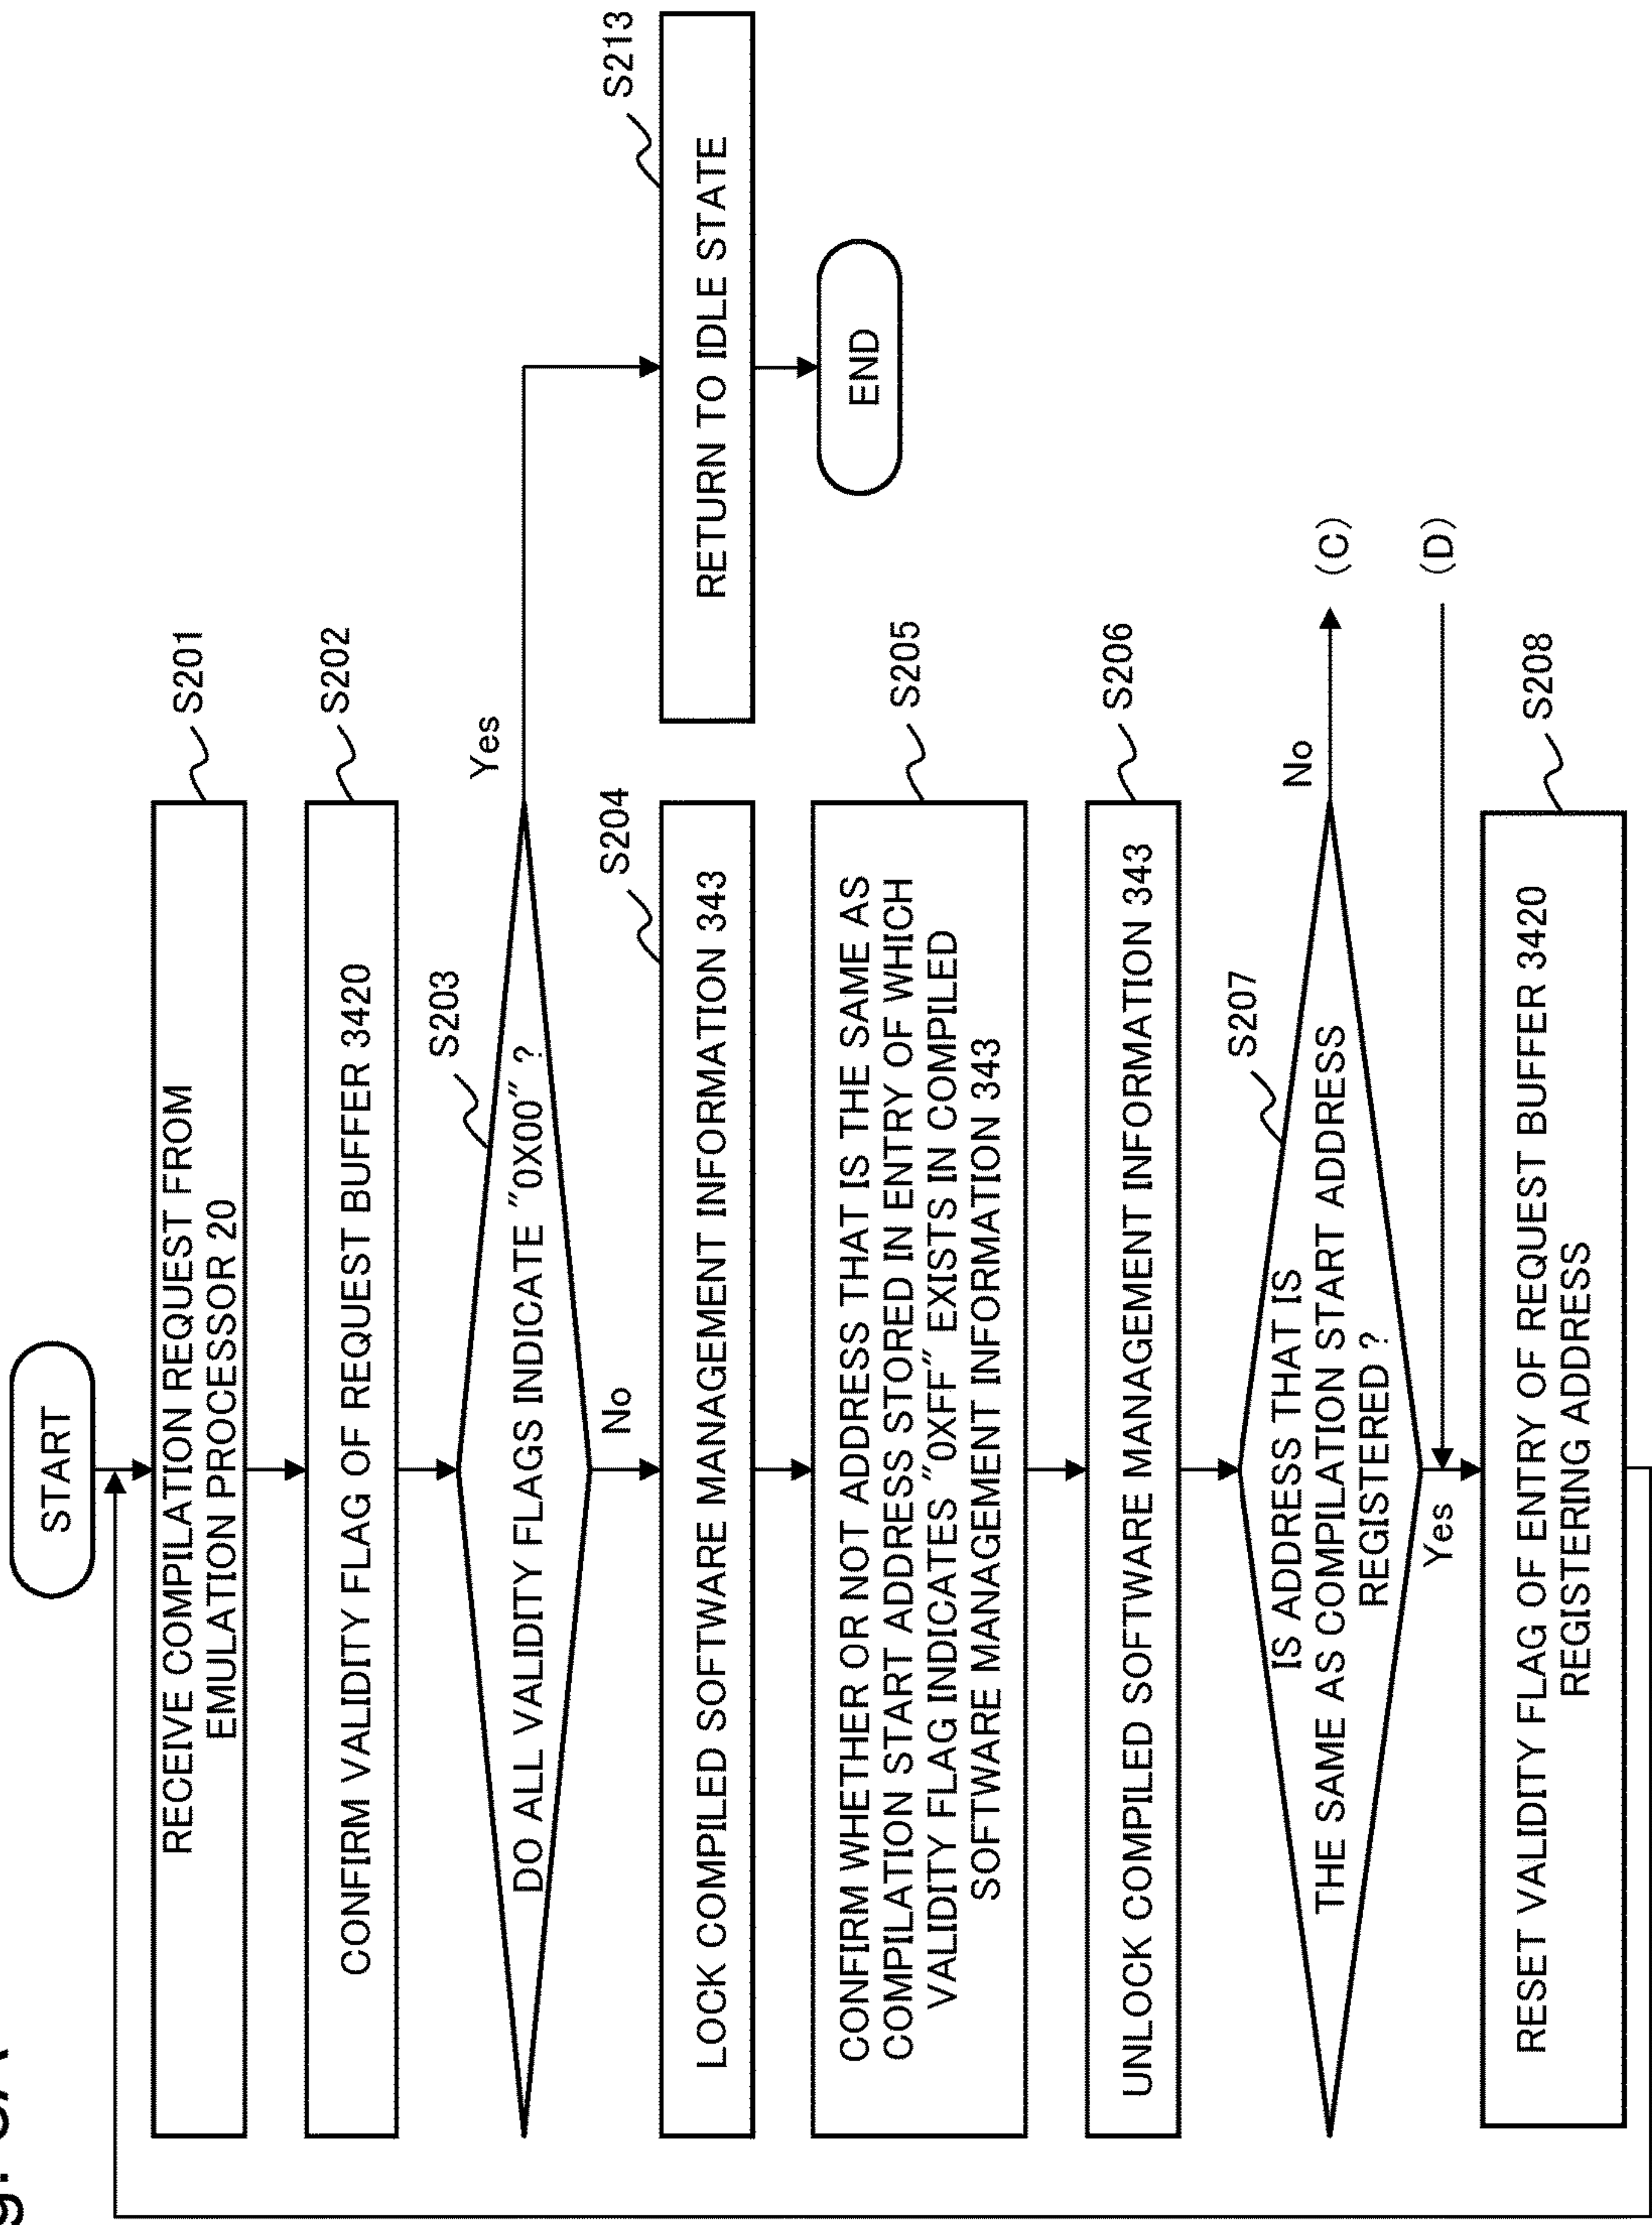 START
RECEIVE COMPILATION REQUEST FROM
EMULATION PROCESSOR 20
S201
CONFIRM VALIDITY FLAG OF REQUEST BUFFER 3420
S202
S203
DO ALL VALIDITY FLAGS INDICATE "0X00" ?
Yes
No
RETURN TO IDLE STATE
S213
END
S204
LOCK COMPILED SOFTWARE MANAGEMENT INFORMATION 343
S205
CONFIRM WHETHER OR NOT ADDRESS THAT IS THE SAME AS
COMPILATION START ADDRESS STORED IN ENTRY OF WHICH
VALIDITY FLAG INDICATES "0XFF" EXISTS IN COMPILED
SOFTWARE MANAGEMENT INFORMATION 343
S206
UNLOCK COMPILED SOFTWARE MANAGEMENT INFORMATION 343
S207
IS ADDRESS THAT IS
THE SAME AS COMPILATION START ADDRESS
REGISTERED ?
No
(C)
(D)
Yes
S208
RESET VALIDITY FLAG OF ENTRY OF REQUEST BUFFER 3420
REGISTERING ADDRESS